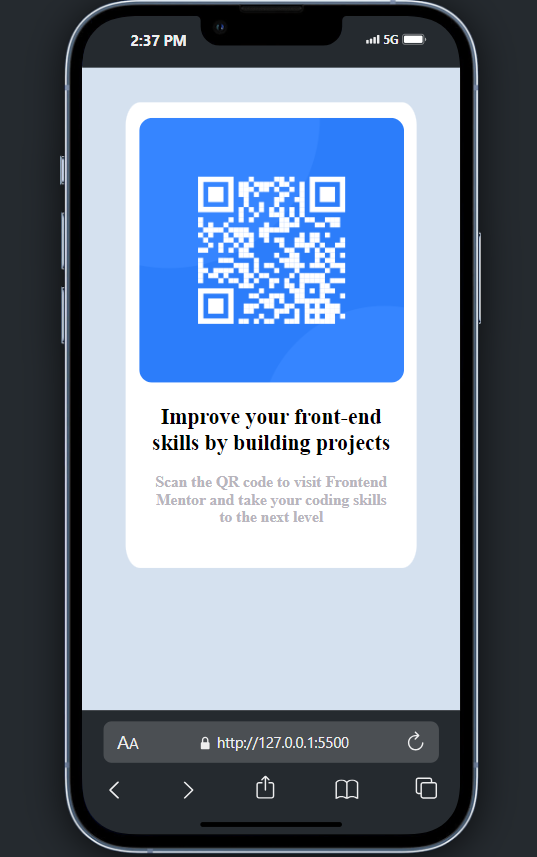 2:37 PM
5G
Improve your front-end
skills by building projects
Scan the QR code to visit Frontend
Mentor and take your coding skills
to the next level
AA
http://127.0.0.1:5500